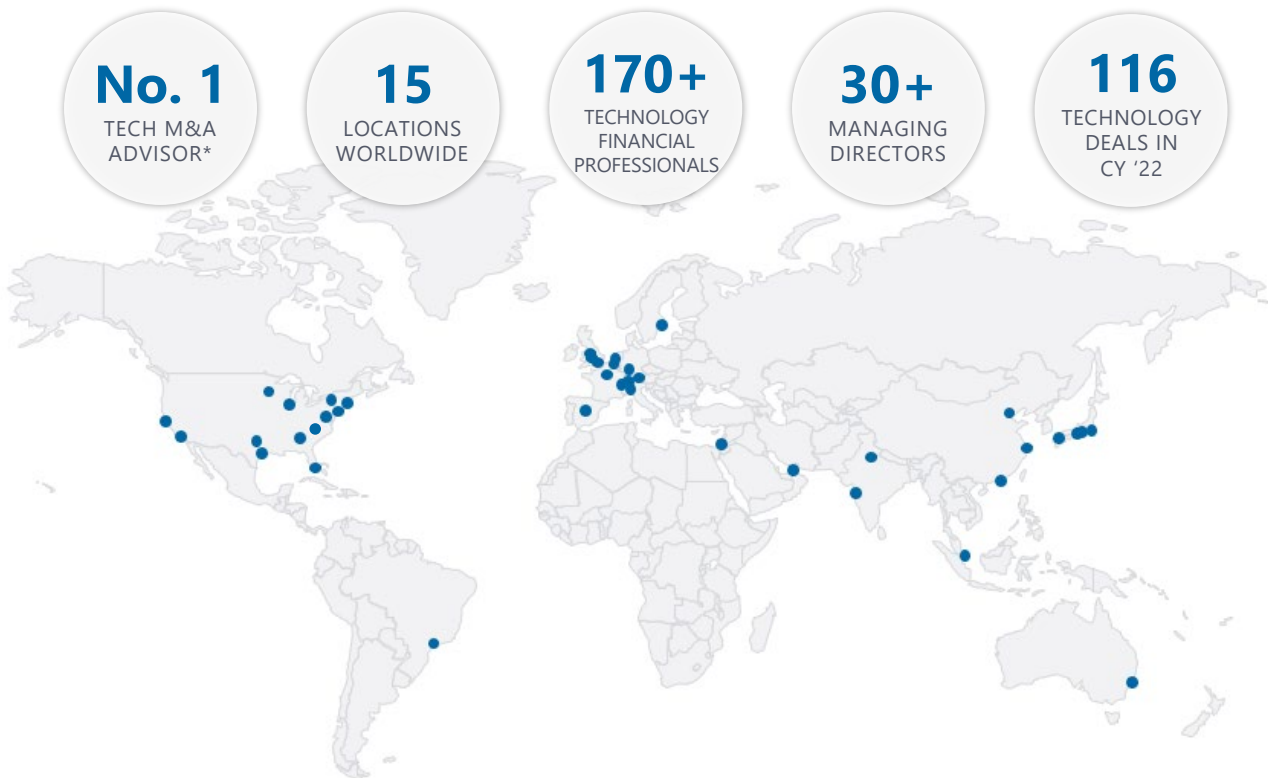 No. 1
TECH M&A
ADVISOR*
15
LOCATIONS
WORLDWIDE
170+
TECHNOLOGY
FINANCIAL
PROFESSIONALS
30+
MANAGING
DIRECTORS
116
TECHNOLOGY
DEALS IN
CY ‘22